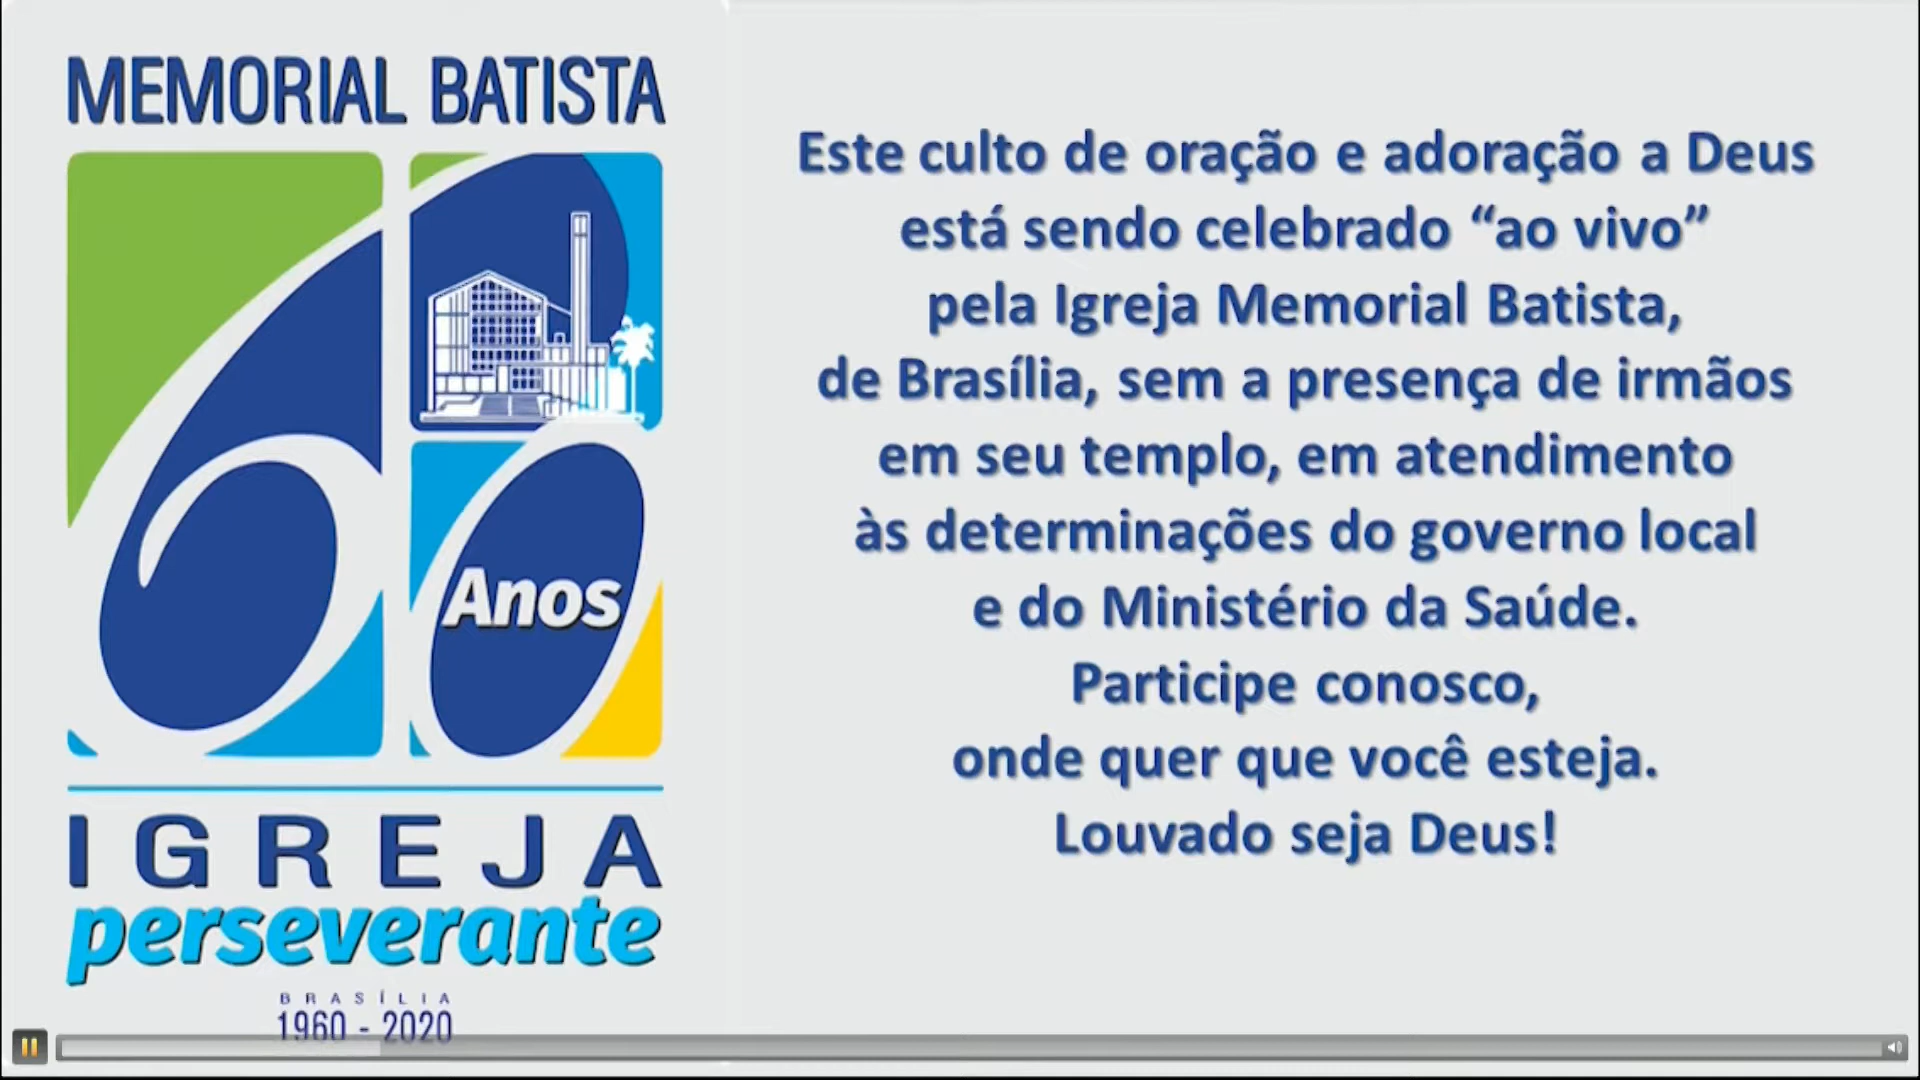 MEMORIAL BATISTA
60
Anos
IGREJA
perseverante
BRASÍLIA
1960 - 2020
Este culto de oração e adoração a Deus
está sendo celebrado “ao vivo”
pela Igreja Memorial Batista,
de Brasília, sem a presença de irmãos
em seu templo, em atendimento
às determinações do governo local
e do Ministério da Saúde.
Participe conosco,
onde quer que você esteja.
Louvado seja Deus!